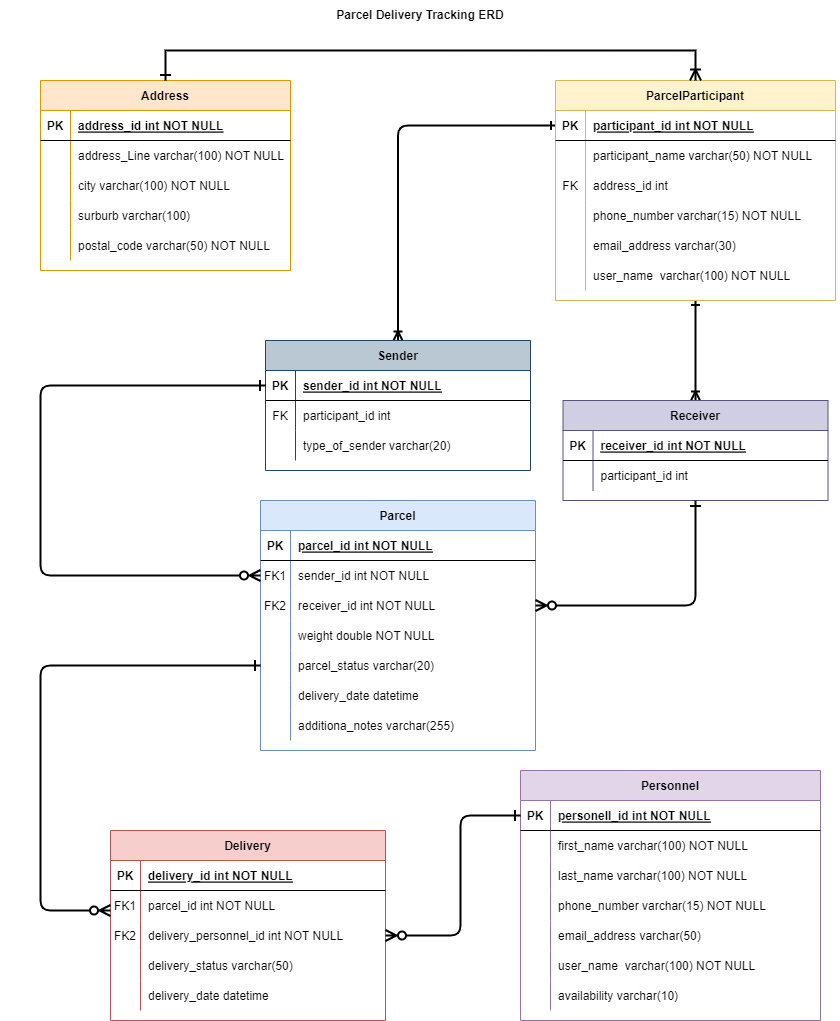 Parcel Delivery Tracking ERD
Address
PK address_id int NOT NULL
address_Line varchar(100) NOT NULL
city varchar(100) NOT NULL
surburb varchar(100)
postal_code varchar(50) NOT NULL
ParcelParticipant
PK participant_id int NOT NULL
participant_name varchar(50) NOT NULL
FK address_id int
phone_number varchar(15) NOT NULL
email_address varchar(30)
user_name varchar(100) NOT NULL
Sender
PK sender_id int NOT NULL
FK participant_id int
type_of_sender varchar(20)
Receiver
PK receiver_id int NOT NULL
participant_id int
Parcel
PK parcel_id int NOT NULL
FK1 sender_id int NOT NULL
FK2 receiver_id int NOT NULL
weight double NOT NULL
parcel_status varchar(20)
delivery_date datetime
additiona_notes varchar(255)
Personnel
PK personell_id int NOT NULL
first_name varchar(100) NOT NULL
last_name varchar(100) NOT NULL
phone_number varchar(15) NOT NULL
email_address varchar(50)
user_name varchar(100) NOT NULL
availability varchar(10)
Delivery
PK delivery_id int NOT NULL
FK1 parcel_id int NOT NULL
FK2 delivery_personnel_id int NOT NULL
delivery_status varchar(50)
delivery_date datetime